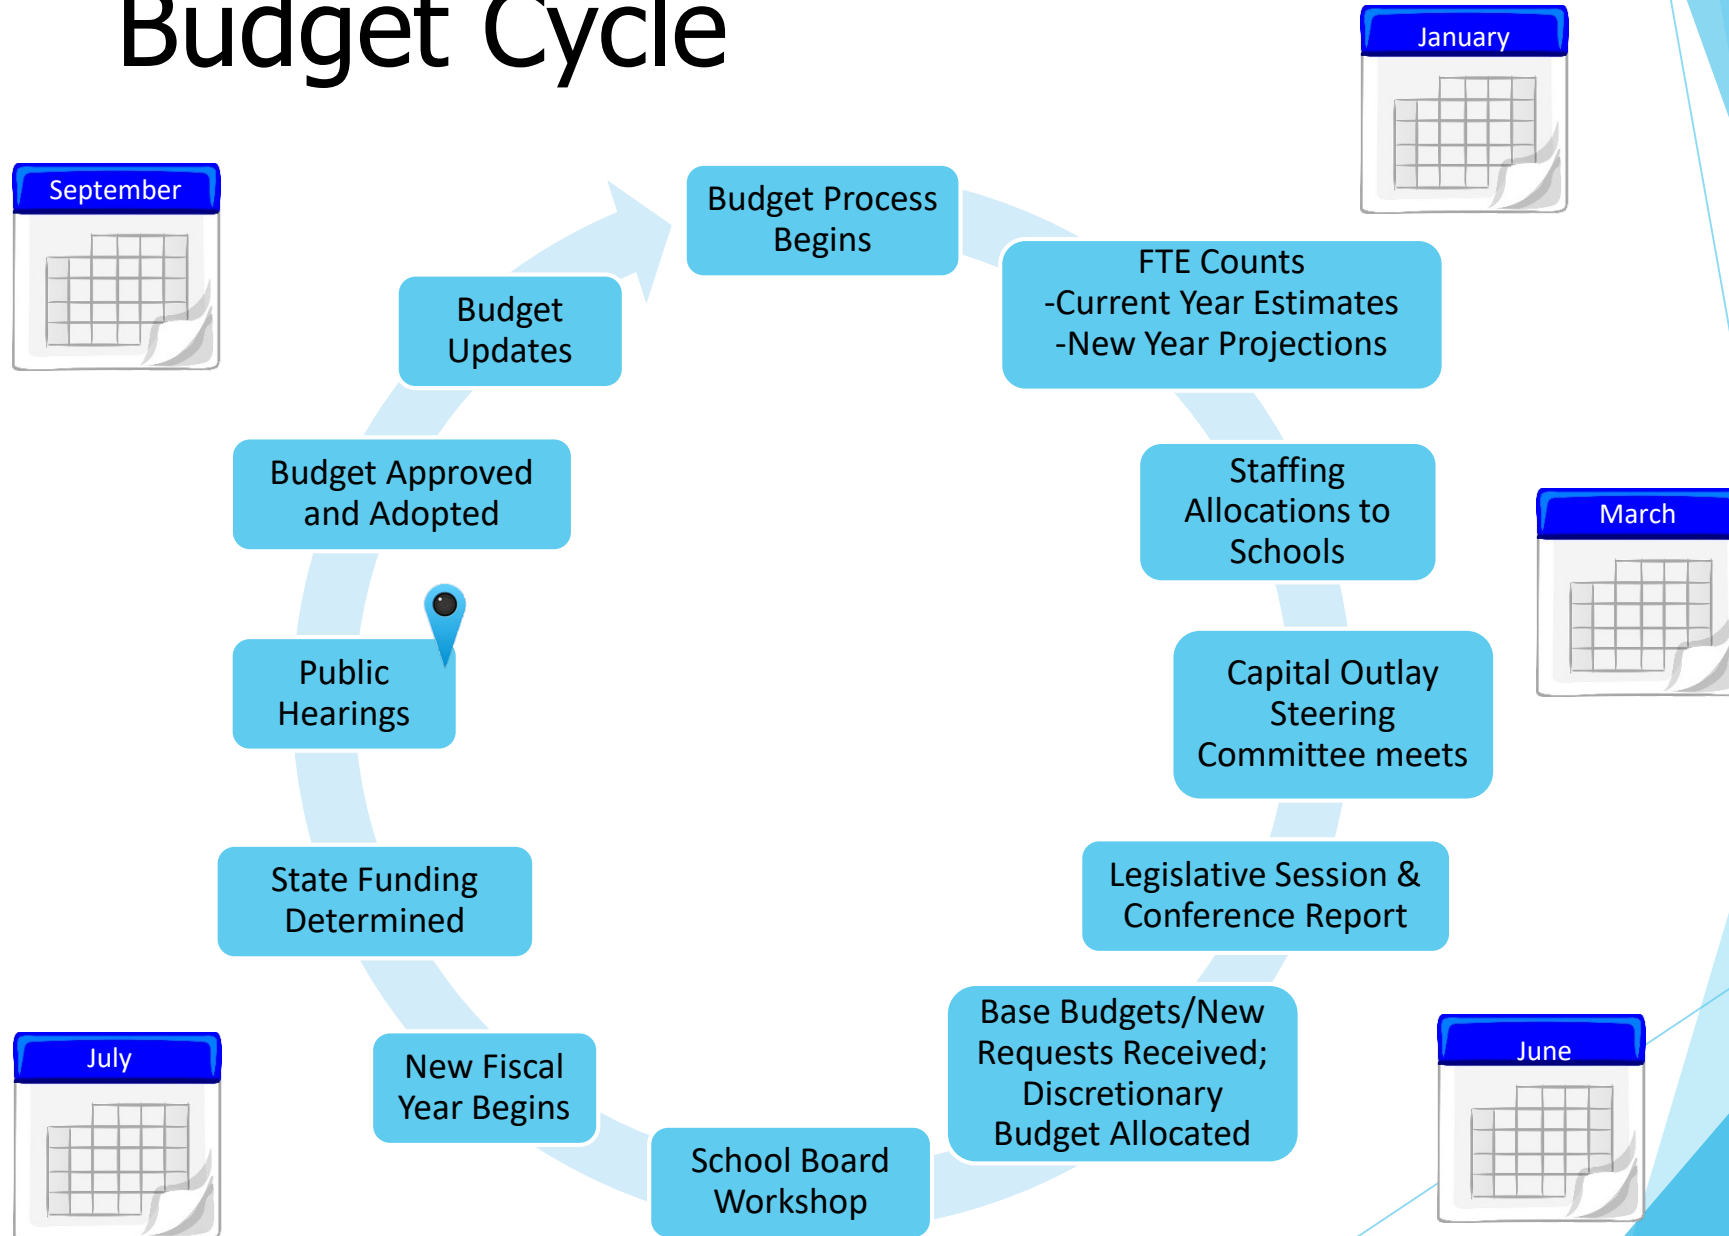 Budget Cycle
January
September
Budget Process
Begins
FTE Counts
-Current Year Estimates
-New Year Projections
Budget
Updates
Staffing
Allocations to
Schools
Budget Approved
and Adopted
March
Capital Outlay
Steering
Committee meets
Public
Hearings
Legislative Session &
Conference Report
State Funding
Determined
Base Budgets/New
Requests Received;
Discretionary
Budget Allocated
June
July
New Fiscal
Year Begins
School Board
Workshop